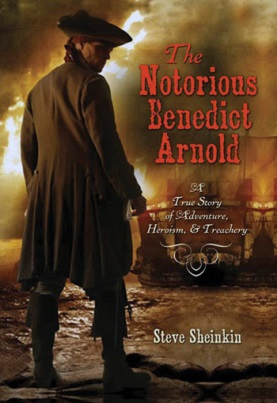 The
Notorious
Benedict
Arnold
A
True Story
of Adventure,
Heroism, & Treachery
Steve Sheinkin